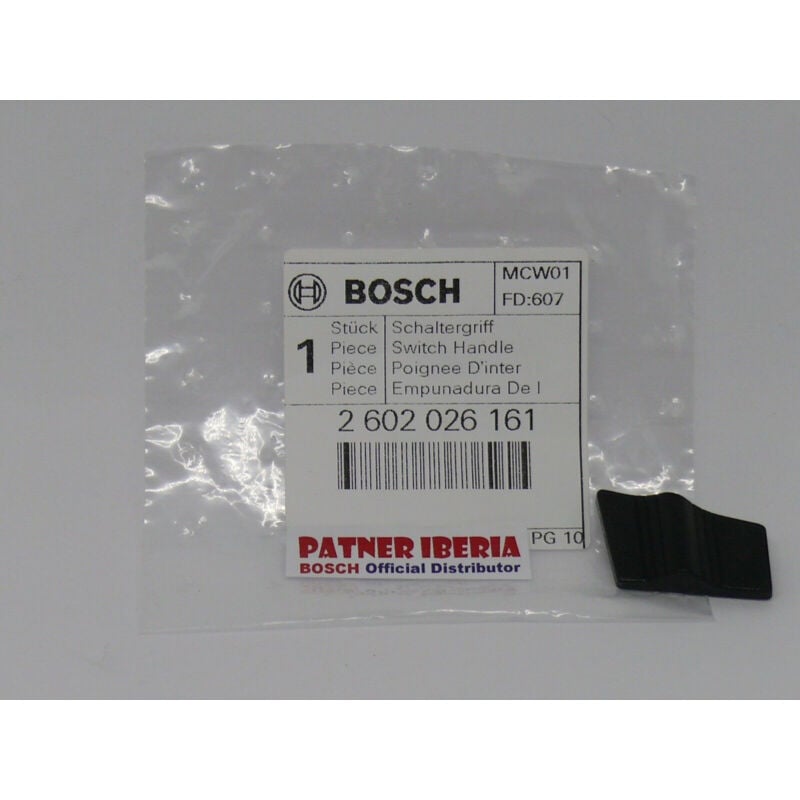 BOSCH
MCW01
FD:607
1
Stück Schaltergriff
Piece Switch Handle
Pièce Poignee D'inter
Piece Empunadura De I
2 602 026 161
PG 10
PATNER IBERIA
BOSCH Official Distributor